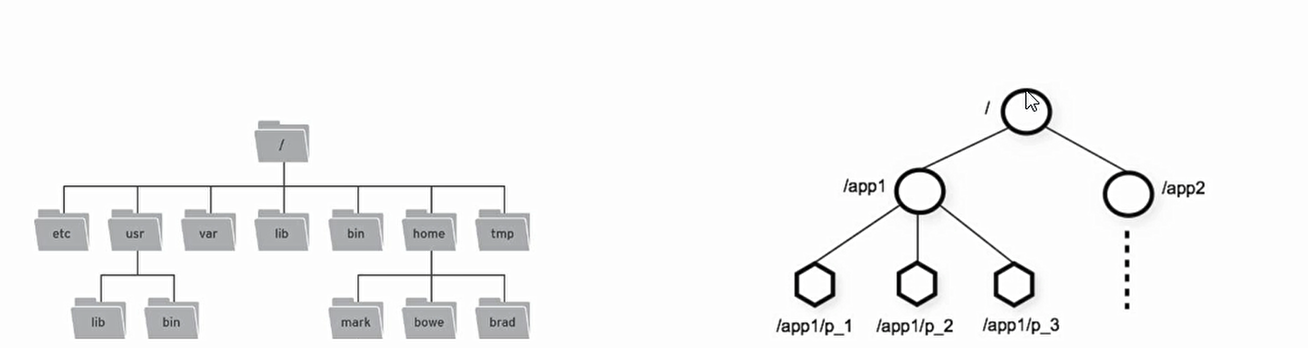 /
etc usr var lib bin home tmp
lib bin mark bowe brad
/
/app1 /app2
/app1/p_1 /app1/p_2 /app1/p_3